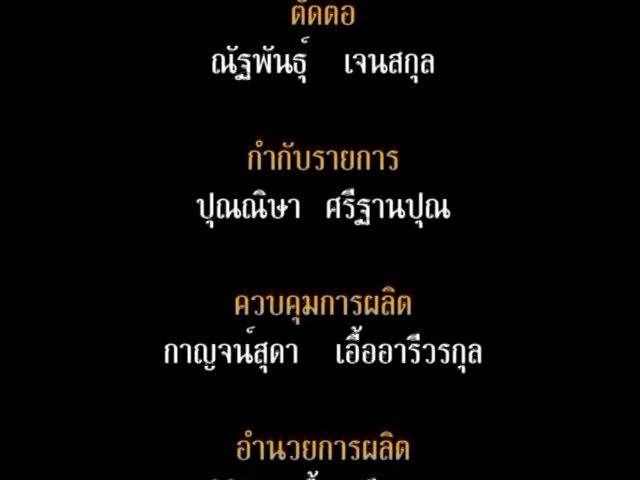 ตัดต่อ
ณัฐพันธุ์ เจนสกุล
กำกับรายการ
ปุณณิษา ศรีฐานปุณ
ควบคุมการผลิต
กาญจน์สุดา เอื้ออารีวรกุล
อำนวยการผลิต